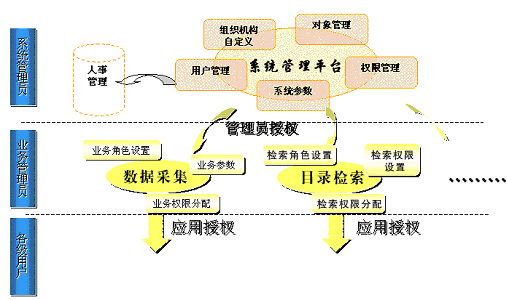 系统管理员
组织机构
自定义
对象管理
人事
管理
用户管理
系统管理平台
权限管理
系统参数
管理员授权
业务管理员
业务角色设置
业务参数
数据采集
业务权限分配
检索角色设置
检索权限
设置
目录检索
检索权限分配
各级用户
应用授权
应用授权